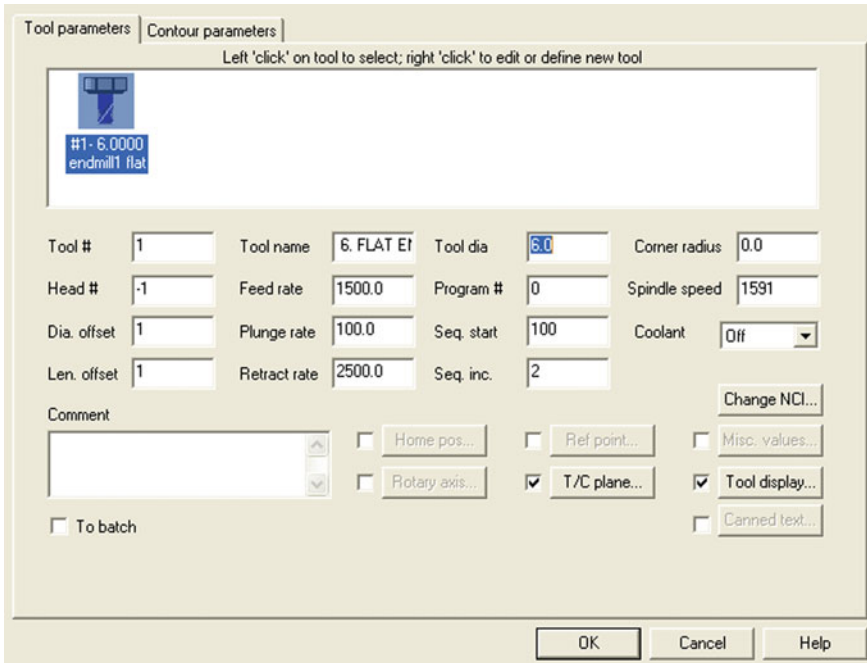 Tool parameters Contour parameters
Left 'click' on tool to select; right 'click' to edit or define new tool
#1- 6.0000
endmill1 flat
Tool # 1 Tool name 6. FLAT EN Tool dia 6.0 Corner radius 0.0
Head # -1 Feed rate 1500.0 Program # 0 Spindle speed 1591
Dia. offset 1 Plunge rate 100.0 Seq. start 100 Coolant Off
Len. offset 1 Retract rate 2500.0 Seq. inc. 2
Change NCI...
Comment
Home pos... Ref point... Misc. values...
Rotary axis... T/C plane... Tool display...
To batch Canned text...
OK Cancel Help